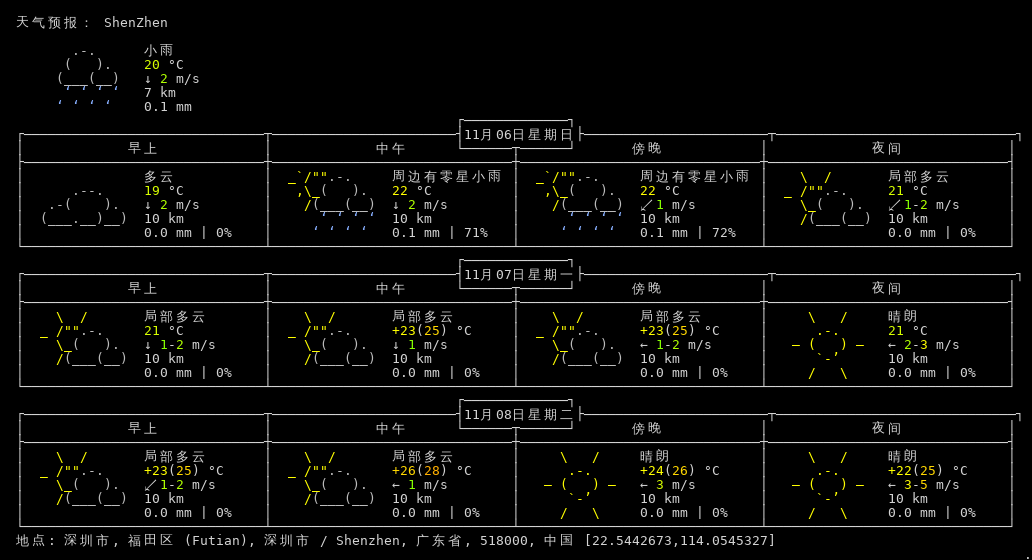 天气预报： ShenZhen
小雨
20 °C
↓ 2 m/s
7 km
0.1 mm
11月06日星期日
早上 中午 傍晚 夜间
多云 周边有零星小雨 周边有零星小雨 局部多云
19 °C 22 °C 22 °C 21 °C
↓ 2 m/s ↓ 2 m/s ↙ 1 m/s ↙ 1-2 m/s
10 km 10 km 10 km 10 km
0.0 mm | 0% 0.1 mm | 71% 0.1 mm | 72% 0.0 mm | 0%
11月07日星期一
早上 中午 傍晚 夜间
局部多云 局部多云 局部多云 晴朗
21 °C +23(25) °C +23(25) °C 21 °C
↓ 1-2 m/s ↓ 1 m/s ← 1-2 m/s ← 2-3 m/s
10 km 10 km 10 km 10 km
0.0 mm | 0% 0.0 mm | 0% 0.0 mm | 0% 0.0 mm | 0%
11月08日星期二
早上 中午 傍晚 夜间
局部多云 局部多云 晴朗 晴朗
+23(25) °C +26(28) °C +24(26) °C +22(25) °C
↙ 1-2 m/s ← 1 m/s ← 3 m/s ← 3-5 m/s
10 km 10 km 10 km 10 km
0.0 mm | 0% 0.0 mm | 0% 0.0 mm | 0% 0.0 mm | 0%
地点: 深圳市, 福田区 (Futian), 深圳市 / Shenzhen, 广东省, 518000, 中国 [22.5442673,114.0545327]